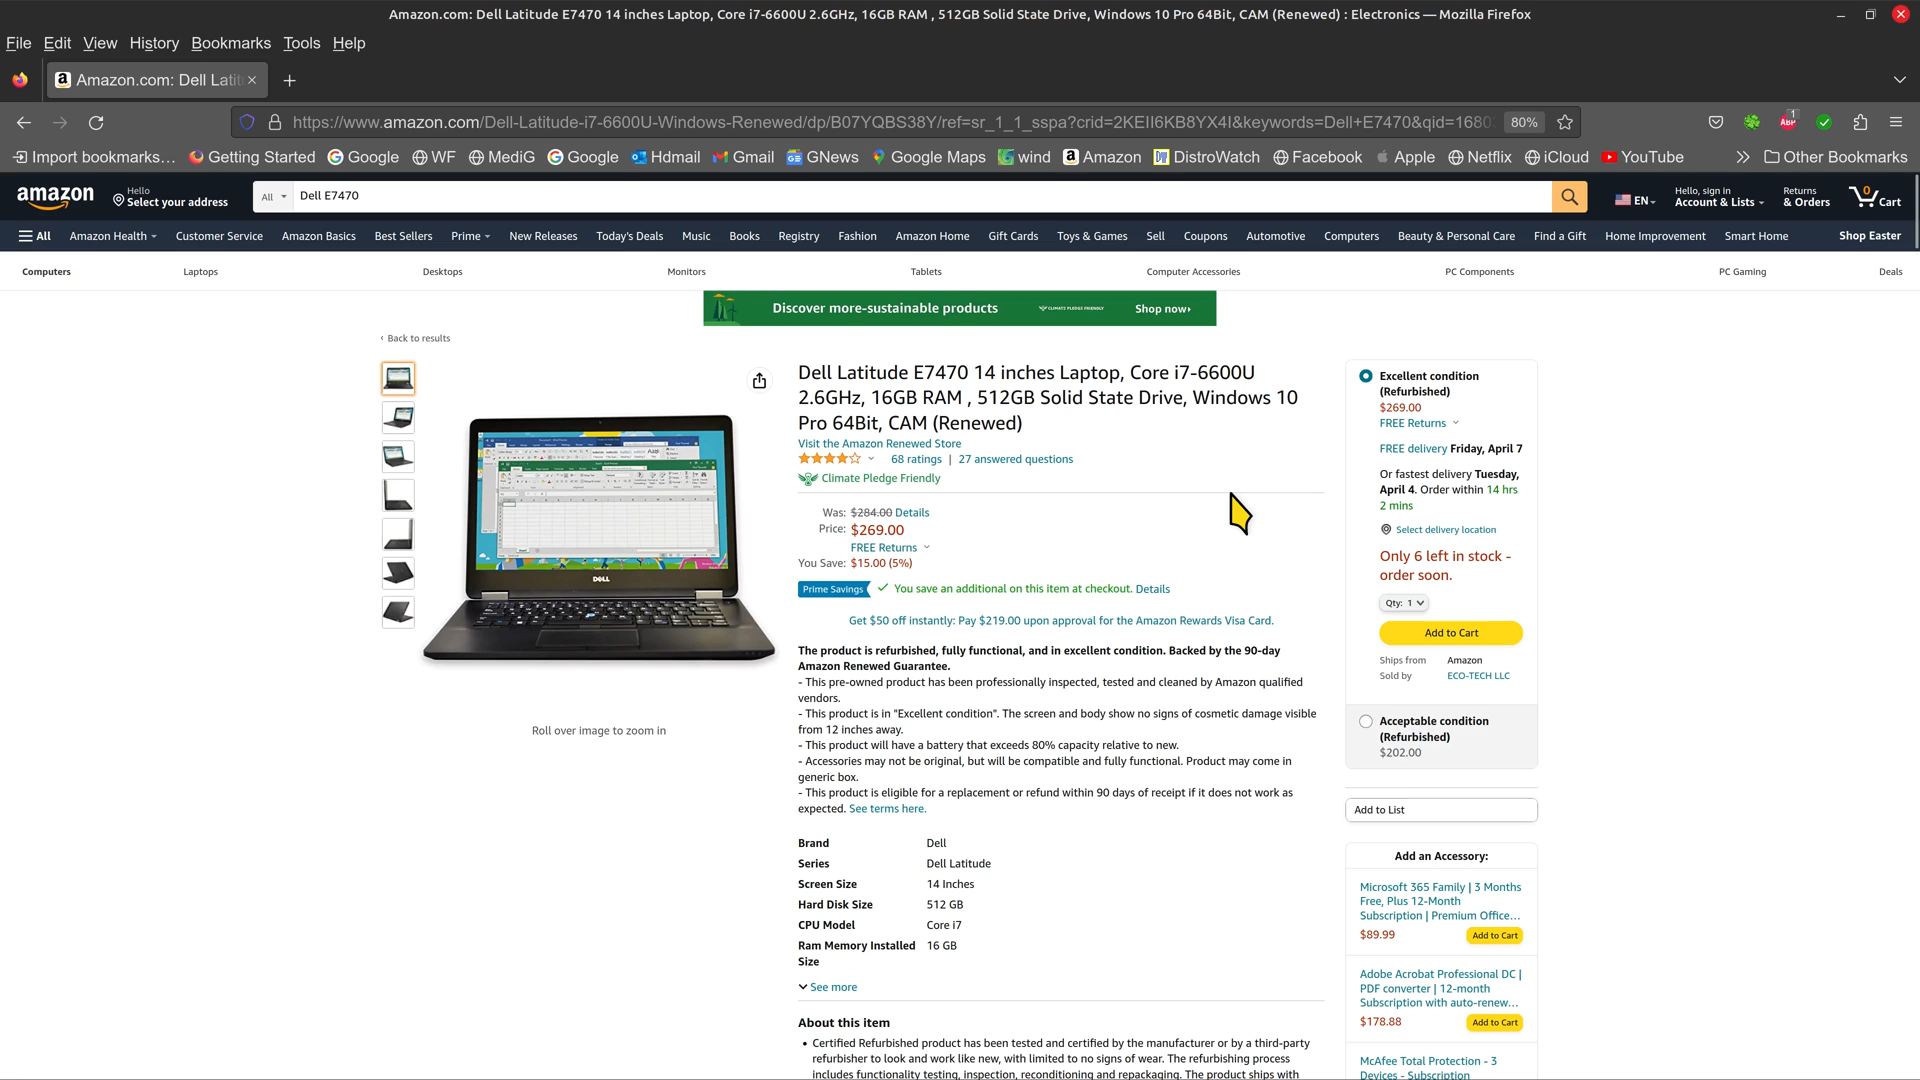 Amazon.com: Dell Latitude E7470 14 inches Laptop, Core i7-6600U 2.6GHz, 16GB RAM , 512GB Solid State Drive, Windows 10 Pro 64Bit, CAM (Renewed) : Electronics — Mozilla Firefox
File Edit View History Bookmarks Tools Help
Amazon.com: Dell Latit
https://www.amazon.com/Dell-Latitude-i7-6600U-Windows-Renewed/dp/B07YQBS38Y/ref=sr_1_1_sspa?crid=2KEII6KB8YX4I&keywords=Dell+E7470&qid=1680 80%
ABP 1
Import bookmarks… Getting Started Google WF MediG Google Hdmail Gmail GNews Google Maps wind Amazon DistroWatch Facebook Apple Netflix iCloud YouTube Other Bookmarks
amazon
Hello
Select your address
All Dell E7470
EN
Hello, sign in
Account & Lists
Returns
& Orders
0
Cart
All Amazon Health Customer Service Amazon Basics Best Sellers Prime New Releases Today's Deals Music Books Registry Fashion Amazon Home Gift Cards Toys & Games Sell Coupons Automotive Computers Beauty & Personal Care Find a Gift Home Improvement Smart Home Shop Easter
Computers Laptops Desktops Monitors Tablets Computer Accessories PC Components PC Gaming Deals
Discover more-sustainable products CLIMATE PLEDGE FRIENDLY Shop now
‹ Back to results
DELL
Roll over image to zoom in
Dell Latitude E7470 14 inches Laptop, Core i7-6600U
2.6GHz, 16GB RAM , 512GB Solid State Drive, Windows 10
Pro 64Bit, CAM (Renewed)
Visit the Amazon Renewed Store
68 ratings | 27 answered questions
Climate Pledge Friendly
Was: $284.00 Details
Price: $269.00
FREE Returns
You Save: $15.00 (5%)
Prime Savings You save an additional on this item at checkout. Details
Get $50 off instantly: Pay $219.00 upon approval for the Amazon Rewards Visa Card.
The product is refurbished, fully functional, and in excellent condition. Backed by the 90-day
Amazon Renewed Guarantee.
- This pre-owned product has been professionally inspected, tested and cleaned by Amazon qualified
vendors.
- This product is in "Excellent condition". The screen and body show no signs of cosmetic damage visible
from 12 inches away.
- This product will have a battery that exceeds 80% capacity relative to new.
- Accessories may not be original, but will be compatible and fully functional. Product may come in
generic box.
- This product is eligible for a replacement or refund within 90 days of receipt if it does not work as
expected. See terms here.
Brand Dell
Series Dell Latitude
Screen Size 14 Inches
Hard Disk Size 512 GB
CPU Model Core i7
Ram Memory Installed 16 GB
Size
See more
About this item
• Certified Refurbished product has been tested and certified by the manufacturer or by a third-party
refurbisher to look and work like new, with limited to no signs of wear. The refurbishing process
includes functionality testing, inspection, reconditioning and repackaging. The product ships with
Excellent condition
(Refurbished)
$269.00
FREE Returns
FREE delivery Friday, April 7
Or fastest delivery Tuesday,
April 4. Order within 14 hrs
2 mins
Select delivery location
Only 6 left in stock -
order soon.
Qty: 1
Add to Cart
Ships from Amazon
Sold by ECO-TECH LLC
Acceptable condition
(Refurbished)
$202.00
Add to List
Add an Accessory:
Microsoft 365 Family | 3 Months
Free, Plus 12-Month
Subscription | Premium Office…
$89.99 Add to Cart
Adobe Acrobat Professional DC |
PDF converter | 12-month
Subscription with auto-renew…
$178.88 Add to Cart
McAfee Total Protection - 3
Devices - Subscription